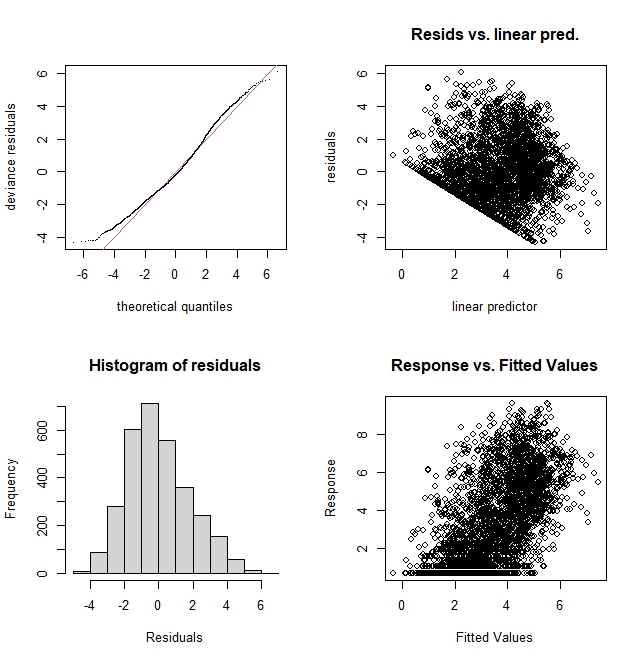 deviance residuals
6
4
2
0
-2
-4
-6 -4 -2 0 2 4 6
theoretical quantiles
Resids vs. linear pred.
residuals
6
4
2
0
-2
-4
0 2 4 6
linear predictor
Histogram of residuals
Frequency
600
400
200
0
-4 -2 0 2 4 6
Residuals
Response vs. Fitted Values
Response
8
6
4
2
0 2 4 6
Fitted Values